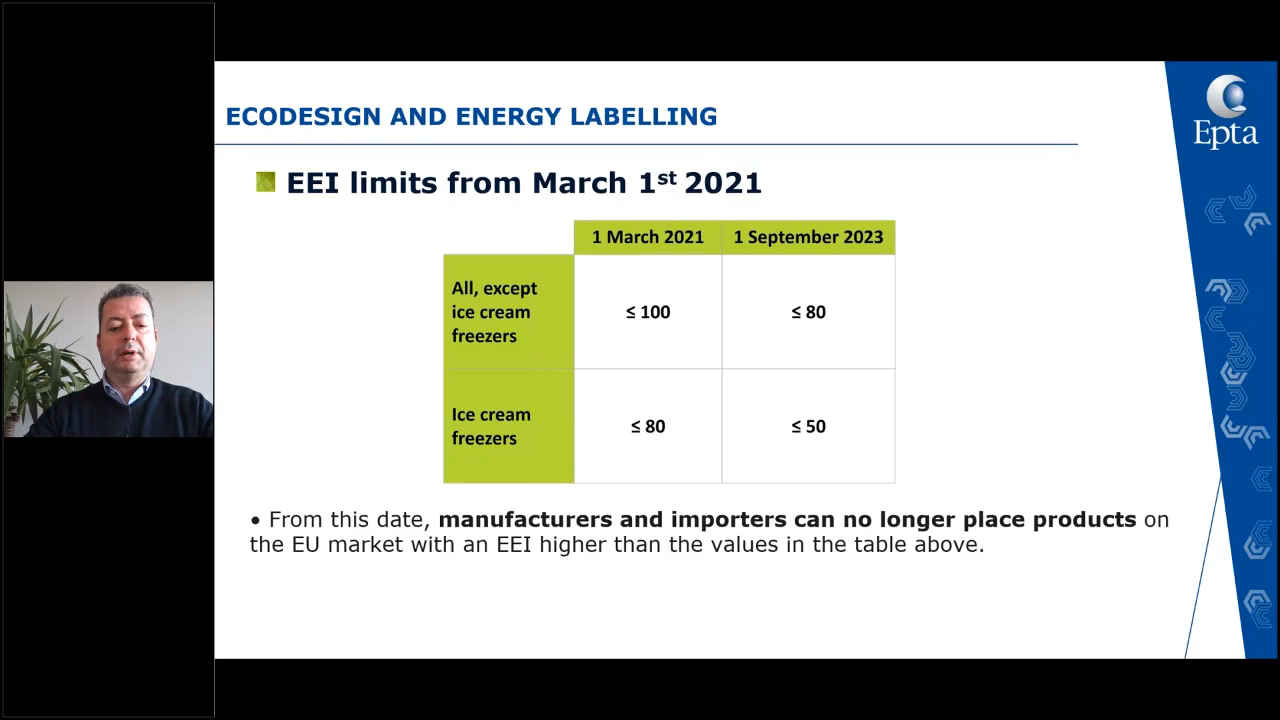 ECODESIGN AND ENERGY LABELLING
Epta
EEI limits from March 1st 2021
1 March 2021 1 September 2023
All, except
ice cream
freezers
≤ 100 ≤ 80
Ice cream
freezers
≤ 80 ≤ 50
• From this date, manufacturers and importers can no longer place products on
the EU market with an EEI higher than the values in the table above.